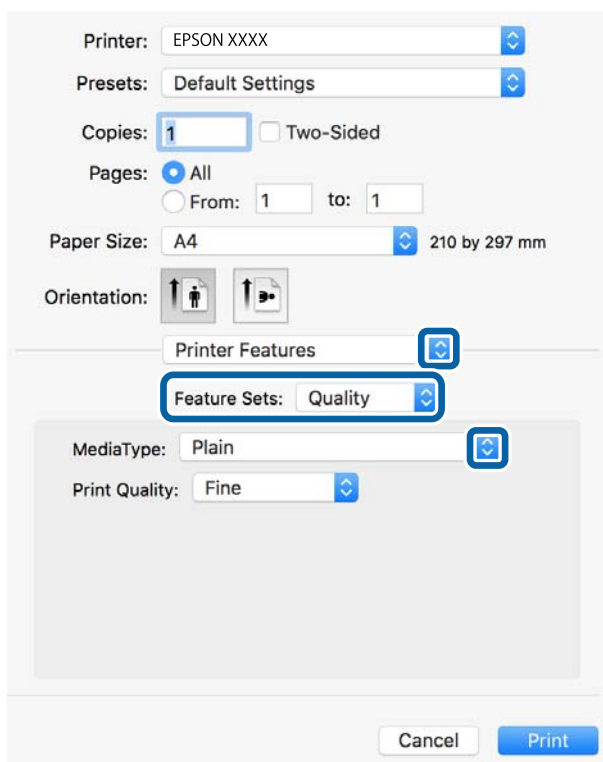 Printer: EPSON XXXX
Presets: Default Settings
Copies: 1 Two-Sided
Pages: All
From: 1 to: 1
Paper Size: A4 210 by 297 mm
Orientation:
Printer Features
Feature Sets: Quality
MediaType: Plain
Print Quality: Fine
Cancel Print